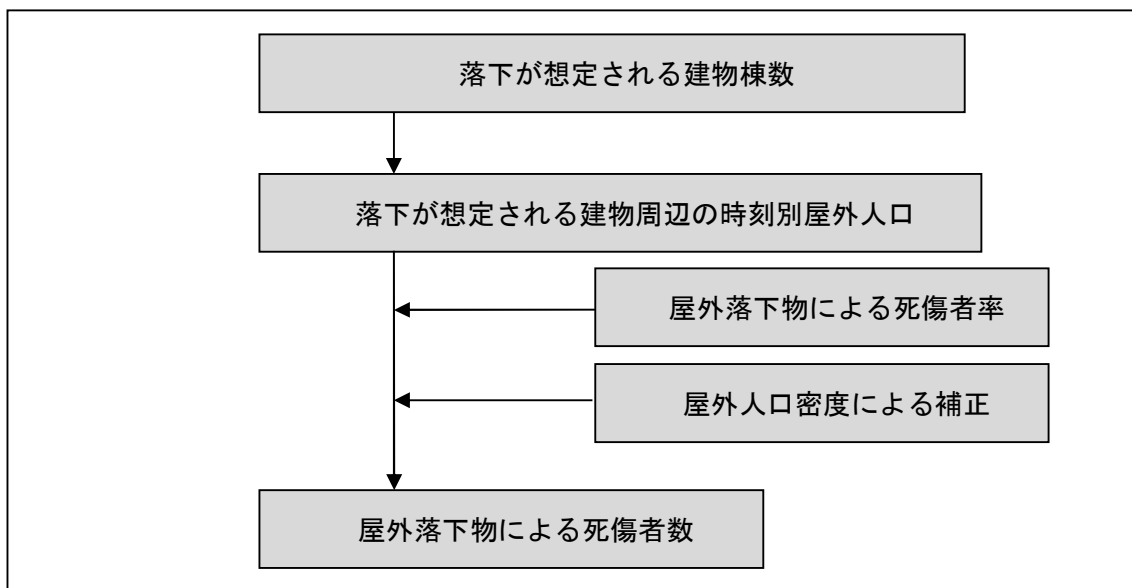 落下が想定される建物棟数
落下が想定される建物周辺の時刻別屋外人口
屋外落下物による死傷者率
屋外人口密度による補正
屋外落下物による死傷者数